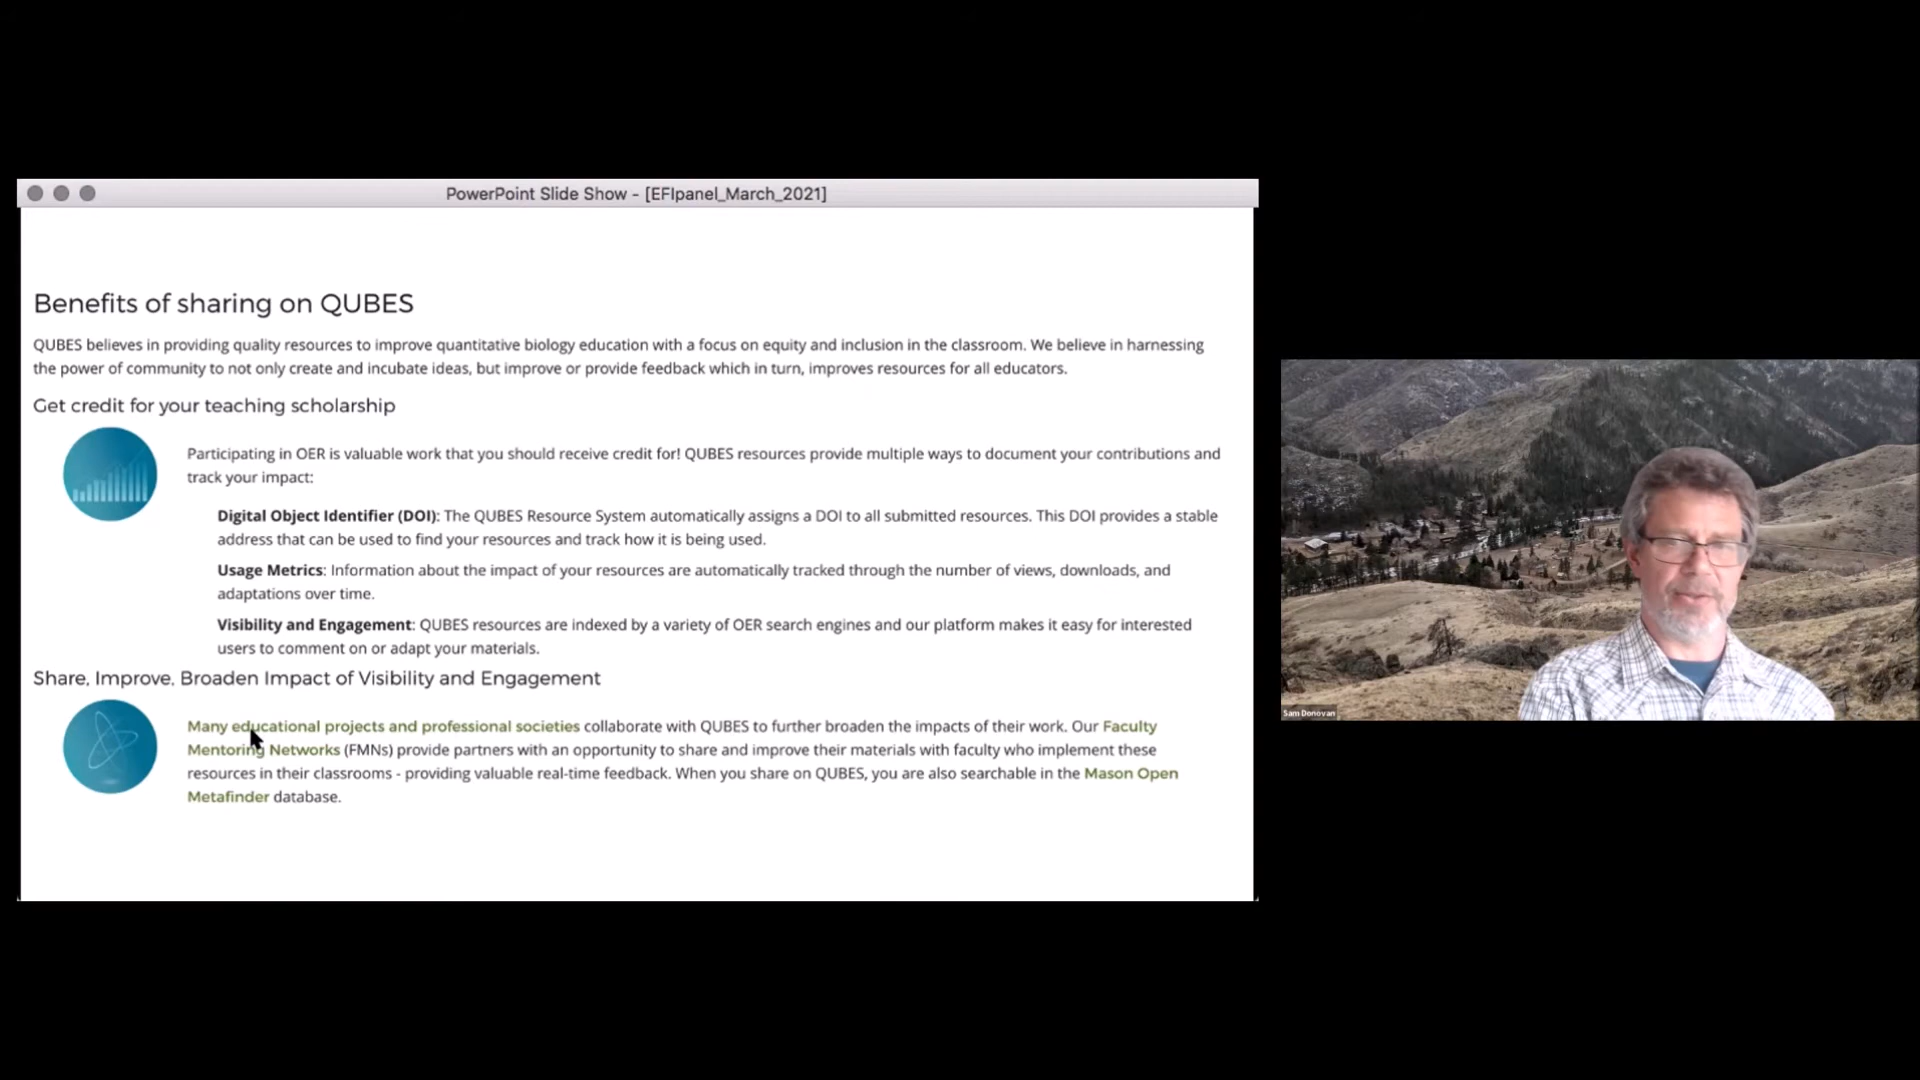 PowerPoint Slide Show - [EFIpanel_March_2021]
Benefits of sharing on QUBES
QUBES believes in providing quality resources to improve quantitative biology education with a focus on equity and inclusion in the classroom. We believe in harnessing
the power of community to not only create and incubate ideas, but improve or provide feedback which in turn, improves resources for all educators.
Get credit for your teaching scholarship
Participating in OER is valuable work that you should receive credit for! QUBES resources provide multiple ways to document your contributions and
track your impact:
Digital Object Identifier (DOI): The QUBES Resource System automatically assigns a DOI to all submitted resources. This DOI provides a stable
address that can be used to find your resources and track how it is being used.
Usage Metrics: Information about the impact of your resources are automatically tracked through the number of views, downloads, and
adaptations over time.
Visibility and Engagement: QUBES resources are indexed by a variety of OER search engines and our platform makes it easy for interested
users to comment on or adapt your materials.
Share, Improve, Broaden Impact of Visibility and Engagement
Many educational projects and professional societies collaborate with QUBES to further broaden the impacts of their work. Our Faculty
Mentoring Networks (FMNs) provide partners with an opportunity to share and improve their materials with faculty who implement these
resources in their classrooms - providing valuable real-time feedback. When you share on QUBES, you are also searchable in the Mason Open
Metafinder database.
Sam Donovan